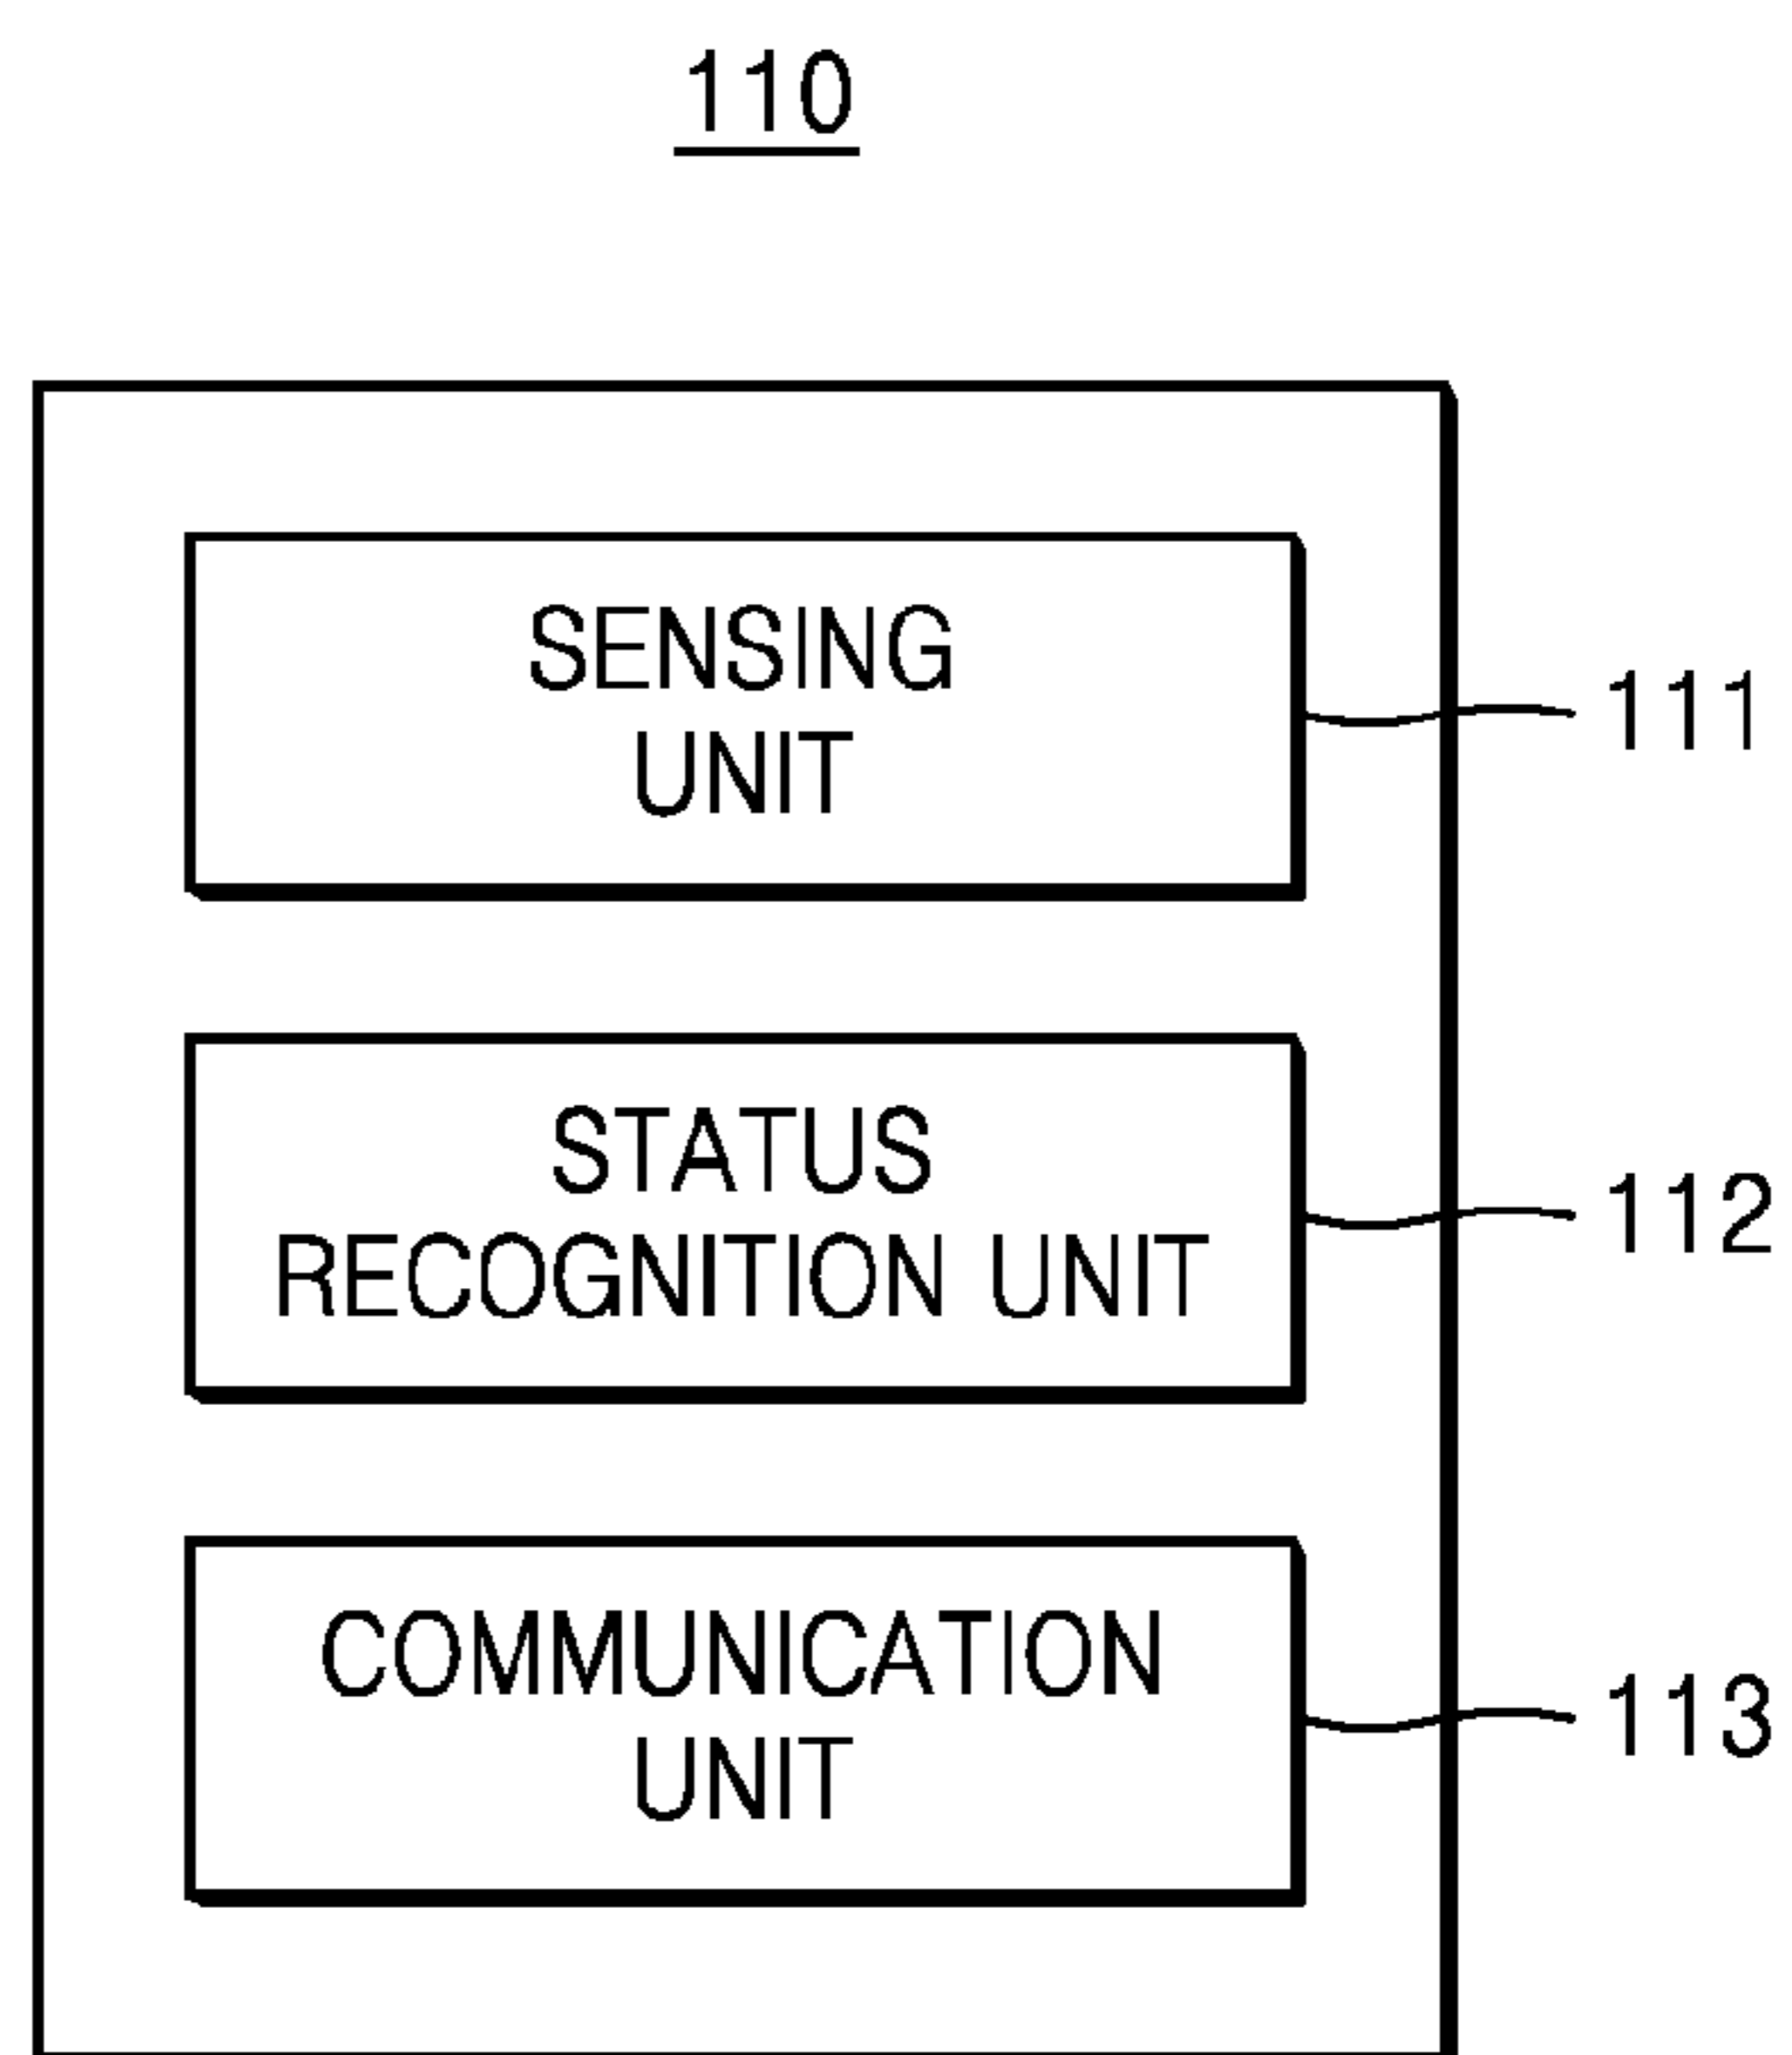 110
SENSING
UNIT
111
STATUS
RECOGNITION UNIT
112
COMMUNICATION
UNIT
113